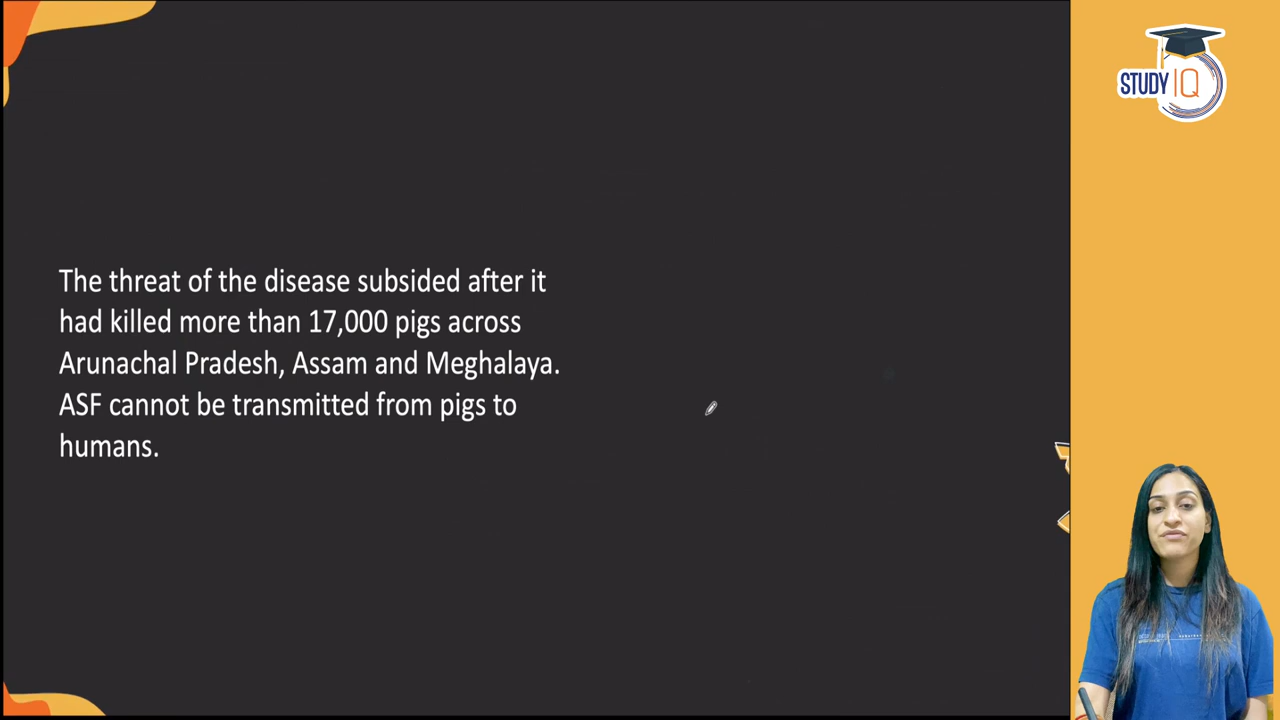 The threat of the disease subsided after it
had killed more than 17,000 pigs across
Arunachal Pradesh, Assam and Meghalaya.
ASF cannot be transmitted from pigs to
humans.
STUDY IQ